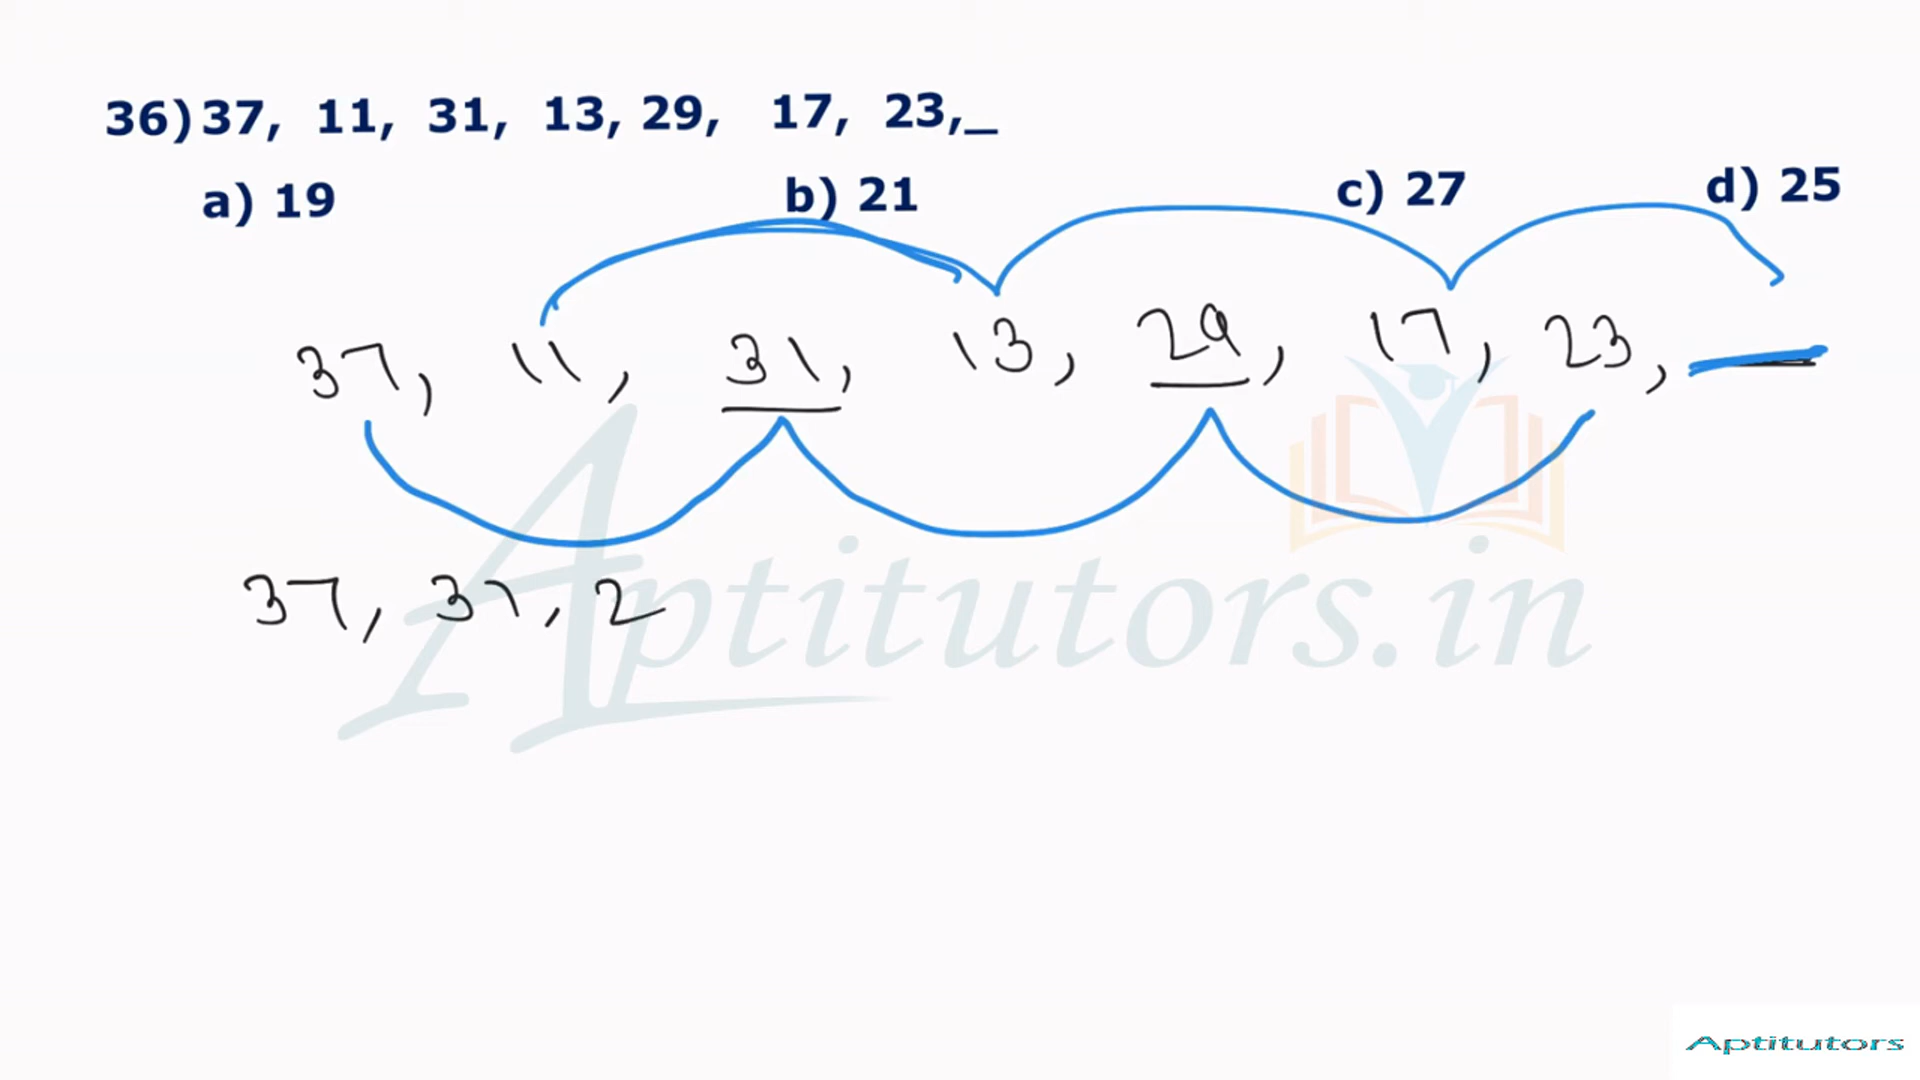 36) 37, 11, 31, 13, 29, 17, 23,_
a) 19 b) 21 c) 27 d) 25
37, 11, 31, 13, 29, 17, 23, __
37, 31, 2
Aptitutors.in
Aptitutors